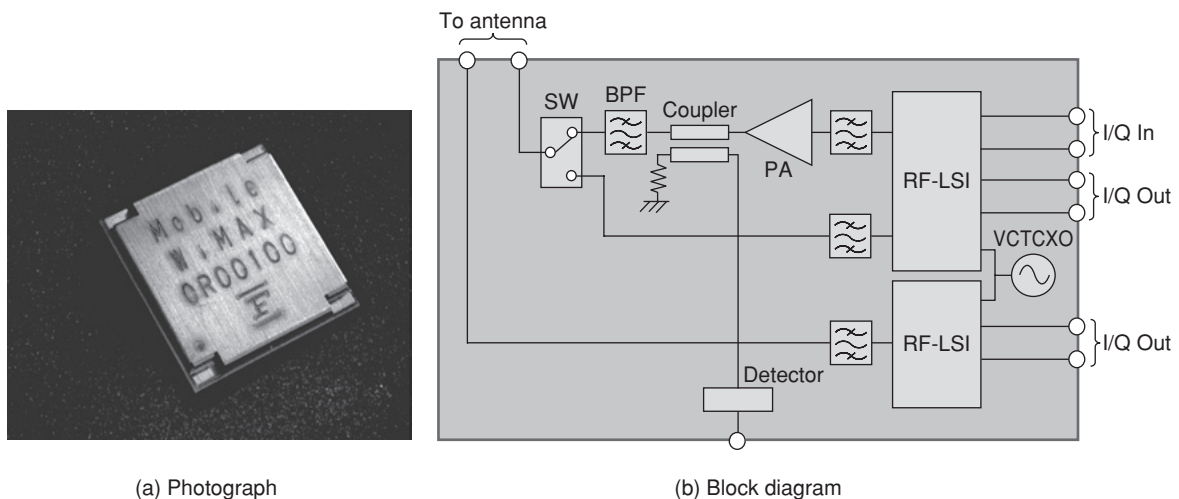 To antenna
SW
BPF
Coupler
PA
RF-LSI
I/Q In
I/Q Out
VCTCXO
RF-LSI
I/Q Out
Detector
Mobile
WiMAX
0R00100
F
(a) Photograph
(b) Block diagram